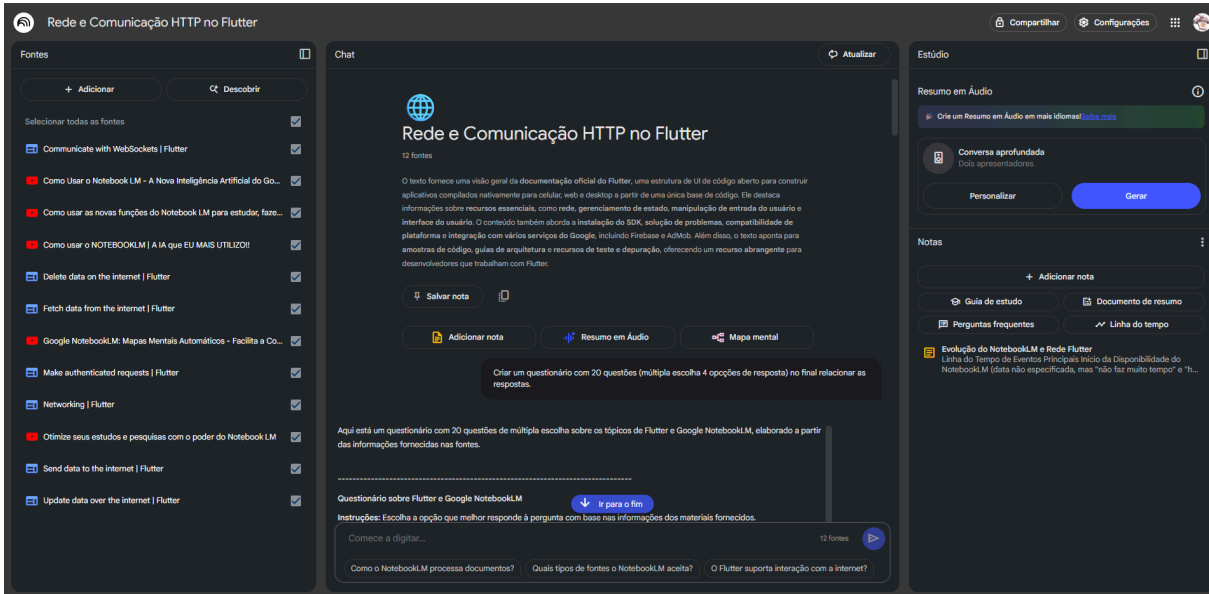 Rede e Comunicação HTTP no Flutter
Compartilhar
Configurações
Fontes
+ Adicionar
Descobrir
Selecionar todas as fontes
Communicate with WebSockets | Flutter
Como Usar o Notebook LM - A Nova Inteligência Artificial do Go...
Como usar as novas funções do Notebook LM para estudar, faze...
Como usar o NOTEBOOKLM | A IA que EU MAIS UTILIZO!!
Delete data on the internet | Flutter
Fetch data from the internet | Flutter
Google NotebookLM: Mapas Mentais Automáticos - Facilita a Co...
Make authenticated requests | Flutter
Networking | Flutter
Otimize seus estudos e pesquisas com o poder do Notebook LM
Send data to the internet | Flutter
Update data over the internet | Flutter
Chat
Atualizar
Rede e Comunicação HTTP no Flutter
12 fontes
O texto fornece uma visão geral da documentação oficial do Flutter, uma estrutura de UI de código aberto para construir
aplicativos compilados nativamente para celular, web e desktop a partir de uma única base de código. Ele destaca
informações sobre recursos essenciais, como rede, gerenciamento de estado, manipulação de entrada do usuário e
interface do usuário. O conteúdo também aborda a instalação do SDK, solução de problemas, compatibilidade de
plataforma e integração com vários serviços do Google, incluindo Firebase e AdMob. Além disso, o texto aponta para
amostras de código, guias de arquitetura e recursos de teste e depuração, oferecendo um recurso abrangente para
desenvolvedores que trabalham com Flutter.
Salvar nota
Adicionar nota
Resumo em Áudio
Mapa mental
Criar um questionário com 20 questões (múltipla escolha 4 opcções de resposta) no final relacionar as
respostas.
Aqui está um questionário com 20 questões de múltipla escolha sobre os tópicos de Flutter e Google NotebookLM, elaborado a partir
das informações fornecidas nas fontes.
--------------------------------------------------------------------------------
Questionário sobre Flutter e Google NotebookLM
Ir para o fim
Instruções: Escolha a opção que melhor responde à pergunta com base nas informações dos materiais fornecidos.
Comece a digitar...
12 fontes
Como o NotebookLM processa documentos?
Quais tipos de fontes o NotebookLM aceita?
O Flutter suporta interação com a internet?
Estúdio
Resumo em Áudio
Crie um Resumo em Áudio em mais idiomas! Saiba mais
Conversa aprofundada
Dois apresentadores
Personalizar
Gerar
Notas
+ Adicionar nota
Guia de estudo
Documento de resumo
Perguntas frequentes
Linha do tempo
Evolução do NotebookLM e Rede Flutter
Linha do Tempo de Eventos Principais Início da Disponibilidade do
NotebookLM (data não especificada, mas "não faz muito tempo" e "h...